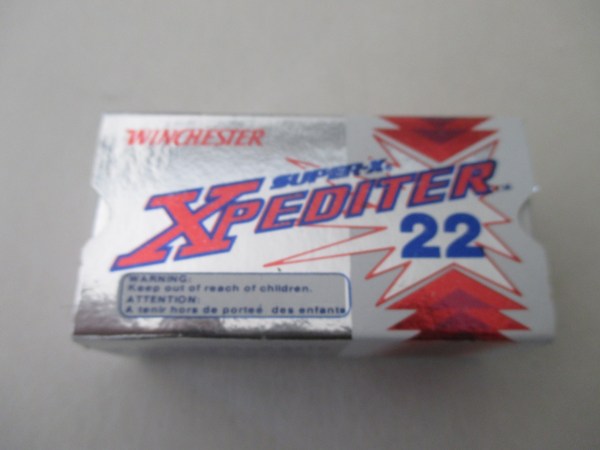 WINCHESTER
SUPER-X
XPEDITER
22
WARNING:
Keep out of reach of children.
ATTENTION:
A tenir hors de porteé des enfants